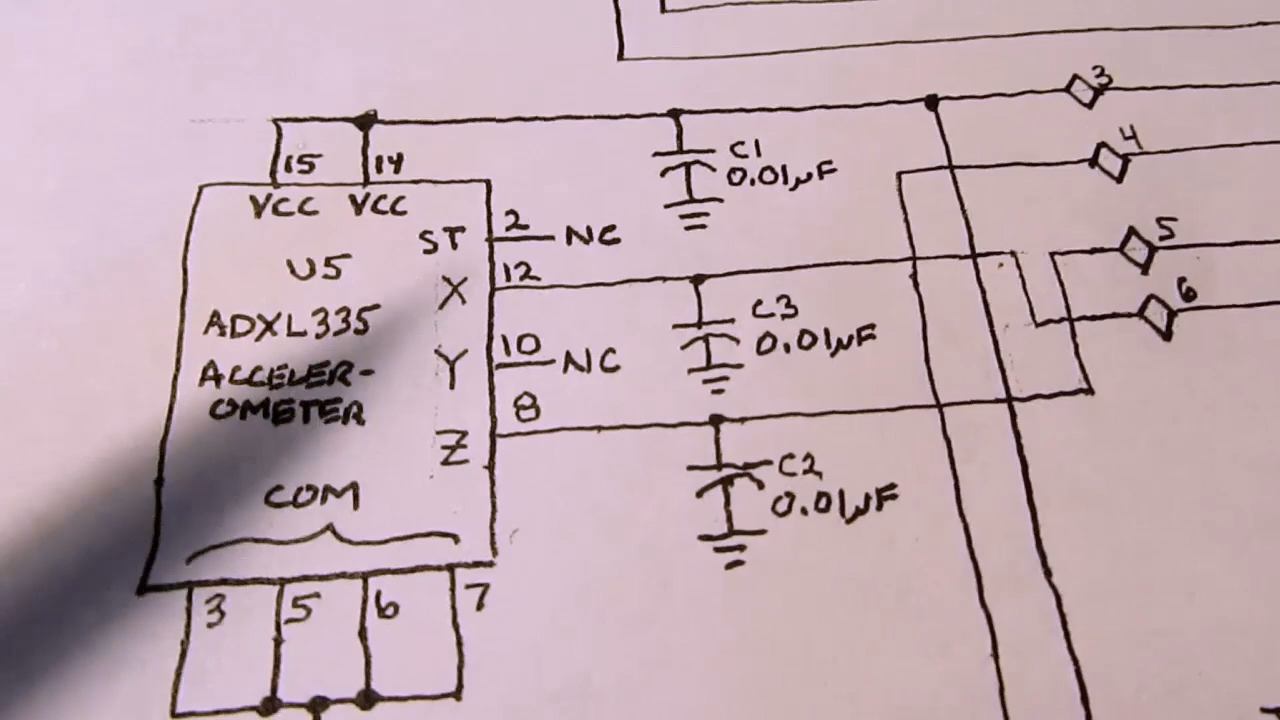 3
4
15 14
C1
0.01µF
VCC VCC
ST 2 NC
5
U5
12
X
6
C3
0.01µF
ADXL335
10 NC
Y
ACCELER-
OMETER
8
Z
C2
0.01µF
COM
3 5 6 7